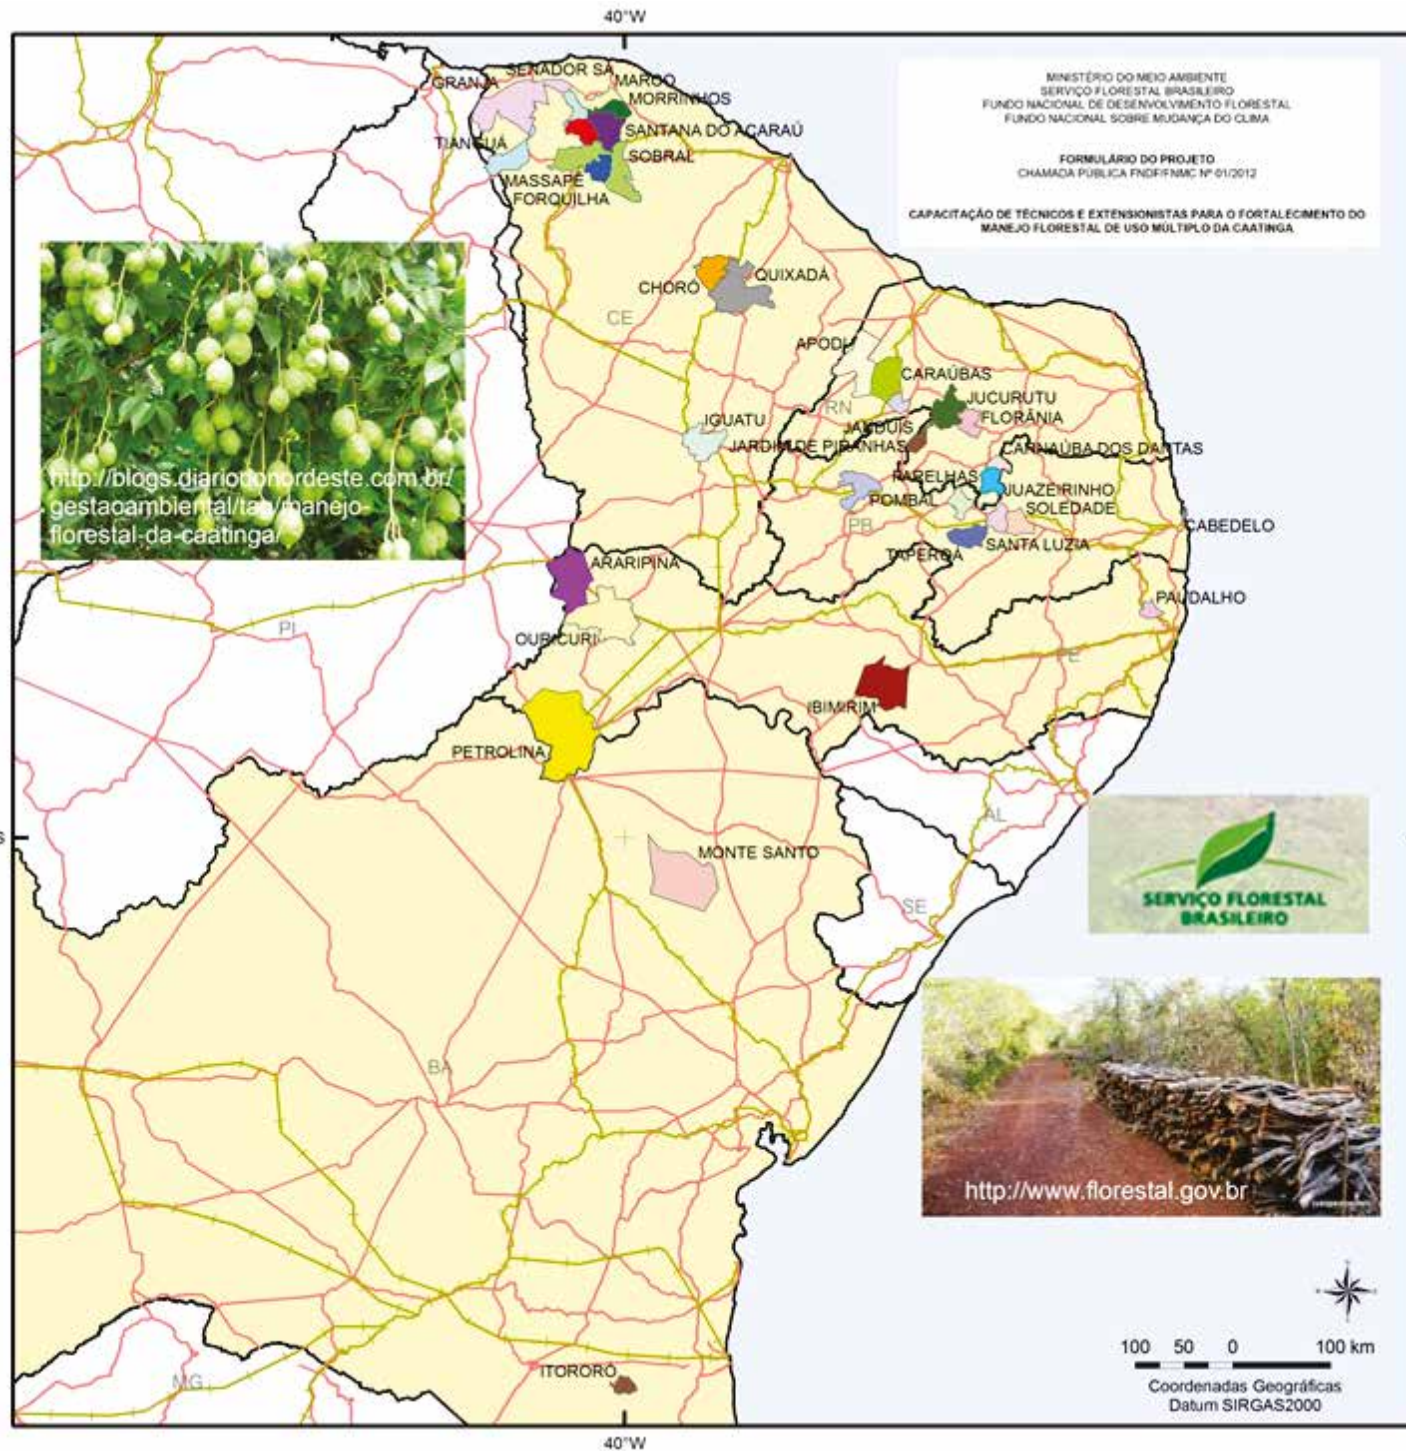 40°W
SENADOR SÁ
GRANJA
MARCO
MORRINHOS
SANTANA DO ACARAÚ
TIANGUÁ
SOBRAL
MASSAPÊ
FORQUILHA
MINISTÉRIO DO MEIO AMBIENTE
SERVIÇO FLORESTAL BRASILEIRO
FUNDO NACIONAL DE DESENVOLVIMENTO FLORESTAL
FUNDO NACIONAL SOBRE MUDANÇA DO CLIMA
FORMULÁRIO DO PROJETO
CHAMADA PÚBLICA FNDF/FNMC Nº 01/2012
CAPACITAÇÃO DE TÉCNICOS E EXTENSIONISTAS PARA O FORTALECIMENTO DO
MANEJO FLORESTAL DE USO MÚLTIPLO DA CAATINGA
QUIXADÁ
CHORÓ
CE
APODI
CARAÚBAS
JUCURUTU
RN
FLORÂNIA
IGUATU
JANDUÍS
JARDIM DE PIRANHAS
CARNAÚBA DOS DANTAS
PARELHAS
JUAZEIRINHO
POMBAL
SOLEDADE
PB
CABEDELO
SANTA LUZIA
TAPEROÁ
http://blogs.diariodonordeste.com.br/
gestaoambiental/tag/manejo-
florestal-da-caatinga/
ARARIPINA
PAUDALHO
PI
OURICURI
PE
IBIMIRIM
PETROLINA
AL
MONTE SANTO
SE
SERVIÇO FLORESTAL
BRASILEIRO
BA
http://www.florestal.gov.br
100 50 0 100 km
Coordenadas Geográficas
Datum SIRGAS2000
ITORORÓ
MG
40°W